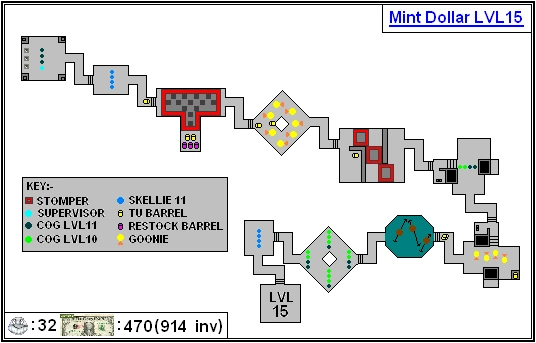 Mint Dollar LVL15
KEY:-
STOMPER
SUPERVISOR
COG LVL11
COG LVL10
SKELLIE 11
TU BARREL
RESTOCK BARREL
GOONIE
LVL
15
:32 :470(914 inv)